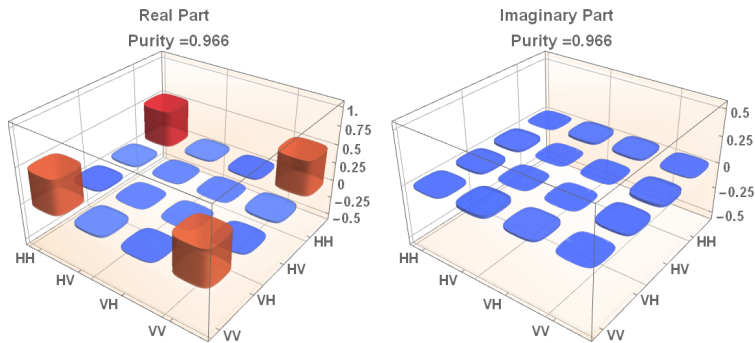 Real Part
Purity =0.966
1.
0.75
0.5
0.25
0
−0.25
−0.5
HH
HV
VH
VV
HH
HV
VH
VV
Imaginary Part
Purity =0.966
0.5
0.25
0
−0.25
−0.5
HH
HV
VH
VV
HH
HV
VH
VV